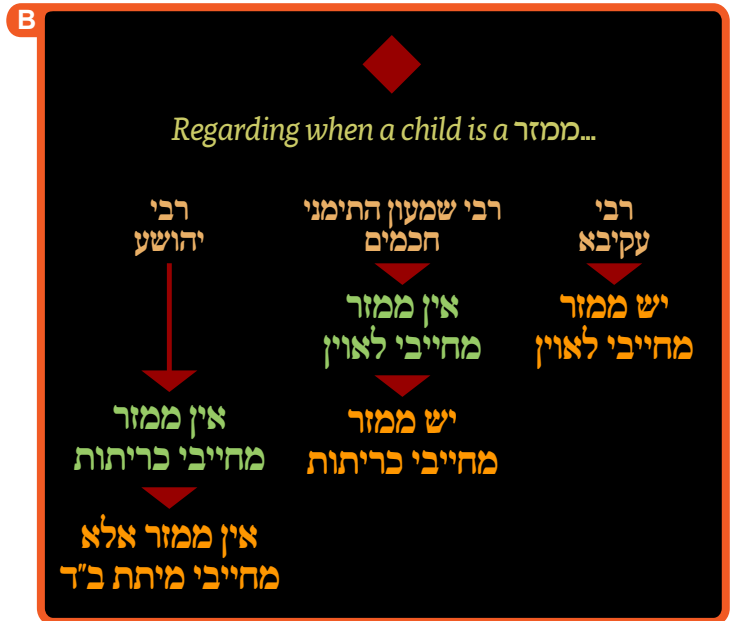 B
Regarding when a child is a ממזר...
רבי
עקיבא
יש ממזר
מחייבי לאוין
רבי שמעון התימני
חכמים
אין ממזר
מחייבי לאוין
יש ממזר
מחייבי כריתות
רבי
יהושע
אין ממזר
מחייבי כריתות
אין ממזר אלא
מחייבי מיתת ב"ד